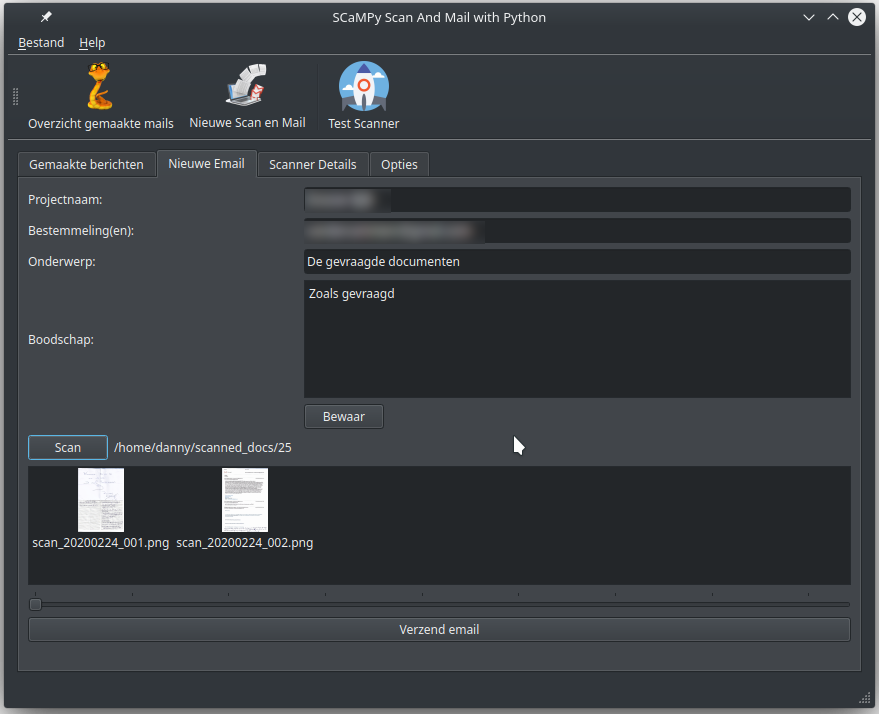 SCaMPy Scan And Mail with Python
Bestand Help
Overzicht gemaakte mails Nieuwe Scan en Mail Test Scanner
Gemaakte berichten Nieuwe Email Scanner Details Opties
Projectnaam:
Bestemmeling(en):
Onderwerp: De gevraagde documenten
Zoals gevraagd
Boodschap:
Bewaar
Scan /home/danny/scanned_docs/25
scan_20200224_001.png scan_20200224_002.png
Verzend email